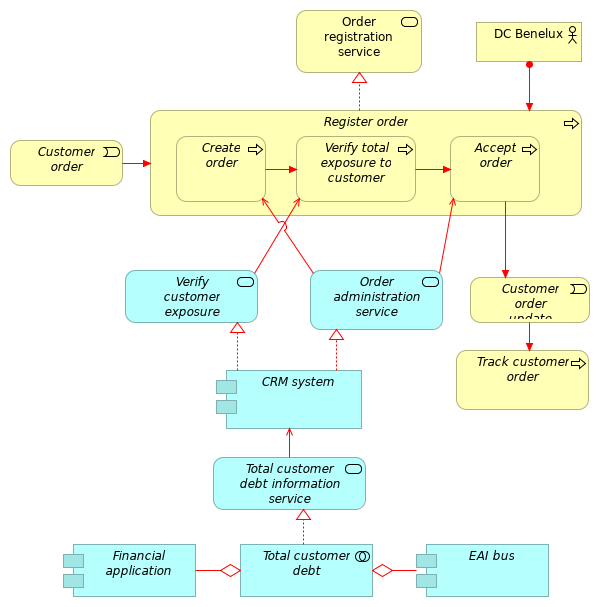 Order
registration
service
DC Benelux
Register order
Create
order
Verify total
exposure to
customer
Accept
order
Customer
order
Verify
customer
exposure
Order
administration
service
Customer
order
update
Track customer
order
CRM system
Total customer
debt information
service
Financial
application
Total customer
debt
EAI bus